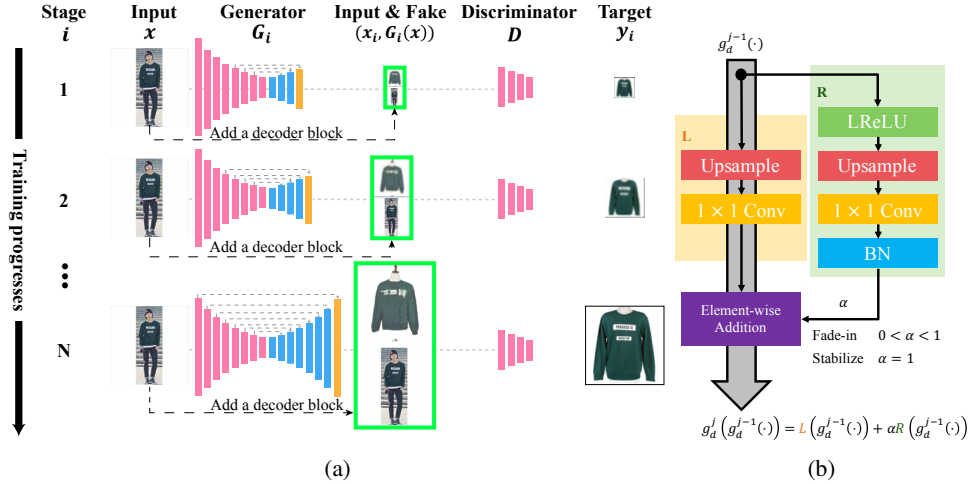 Stage Input Generator Input & Fake Discriminator Target
i x G_i (x_i, G_i(x)) D y_i
Training progresses
1
Add a decoder block
2
Add a decoder block
N
Add a decoder block
(a)
g_d^{j-1}(·)
R
L
LReLU
Upsample Upsample
1 × 1 Conv 1 × 1 Conv
BN
Element-wise
Addition
α
Fade-in 0 < α < 1
Stabilize α = 1
g_d^j (g_d^{j-1}(·)) = L (g_d^{j-1}(·)) + αR (g_d^{j-1}(·))
(b)